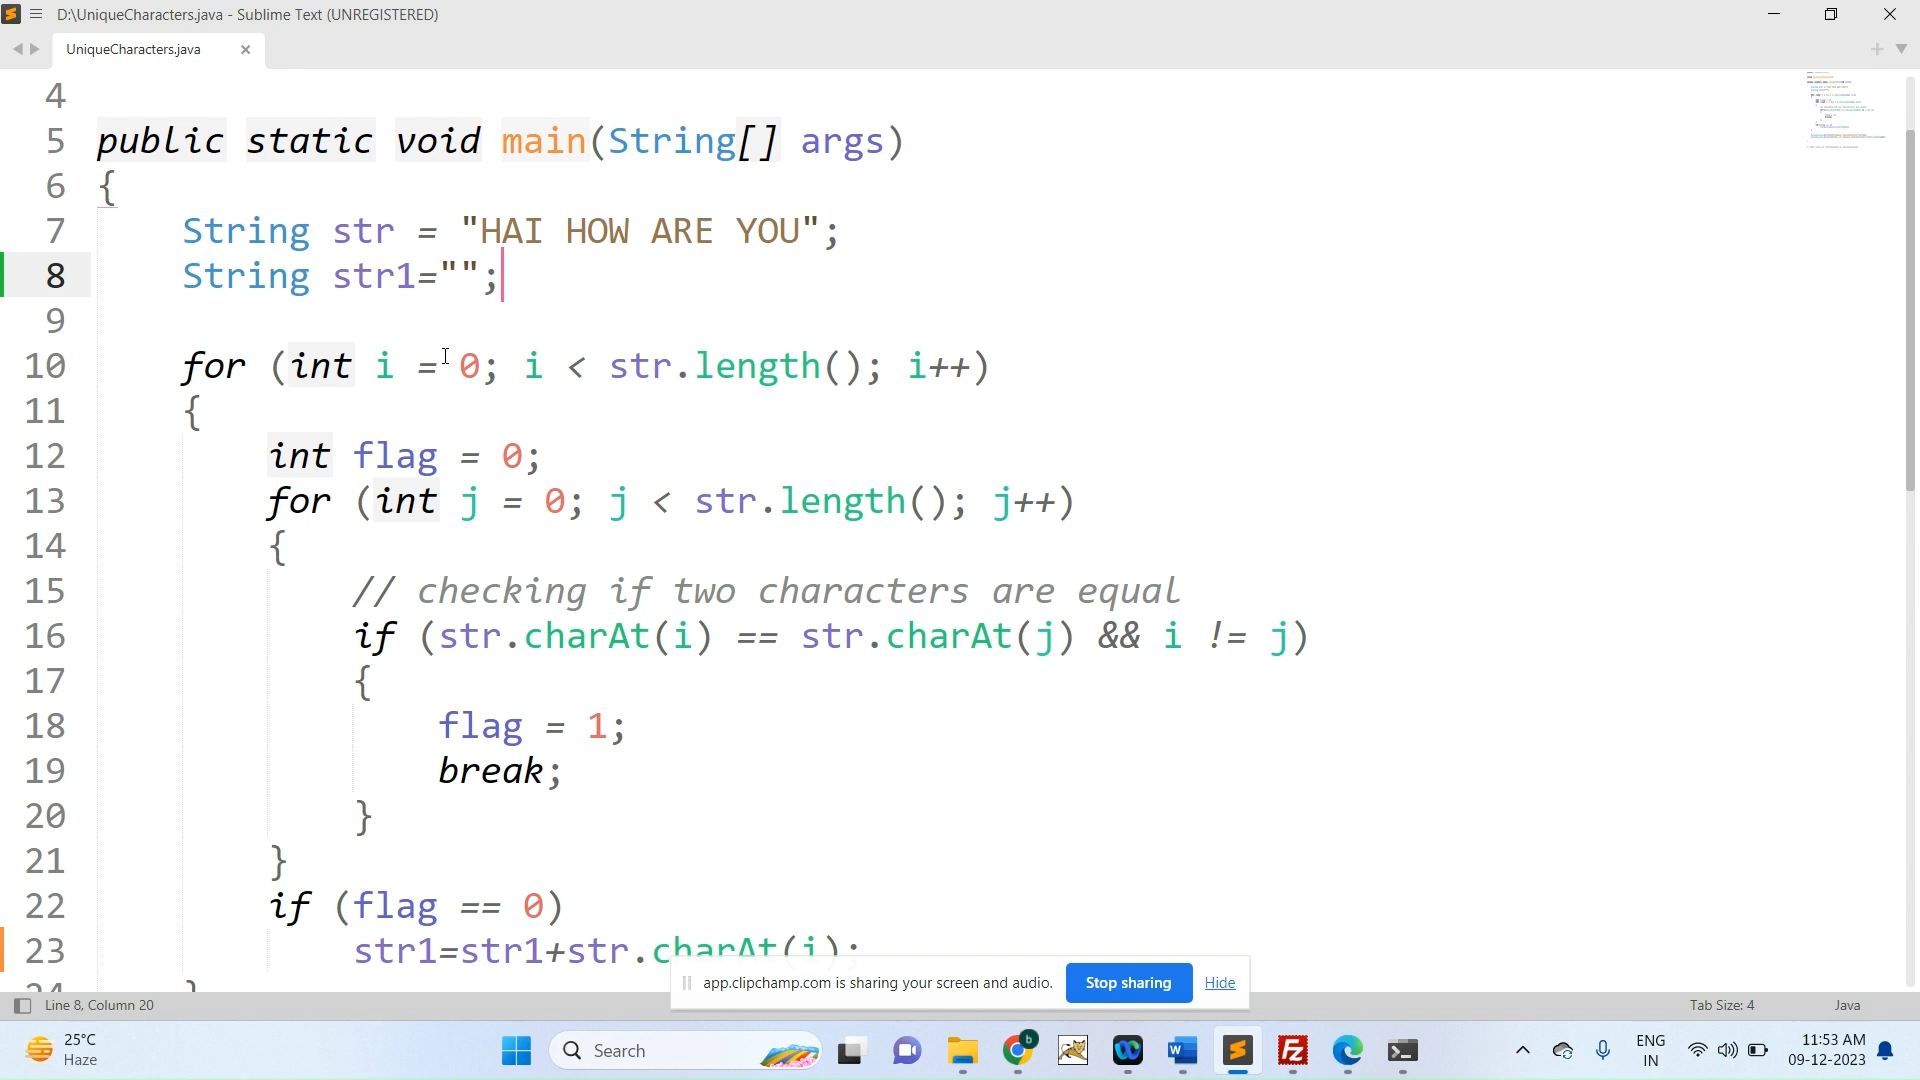 D:\UniqueCharacters.java - Sublime Text (UNREGISTERED)
UniqueCharacters.java
4
5 public static void main(String[] args)
6 {
7 String str = "HAI HOW ARE YOU";
8 String str1="";
9
10 for (int i = 0; i < str.length(); i++)
11 {
12 int flag = 0;
13 for (int j = 0; j < str.length(); j++)
14 {
15 // checking if two characters are equal
16 if (str.charAt(i) == str.charAt(j) && i != j)
17 {
18 flag = 1;
19 break;
20 }
21 }
22 if (flag == 0)
23 str1=str1+str.charAt(i);
24 }
app.clipchamp.com is sharing your screen and audio. Stop sharing Hide
Line 8, Column 20 Tab Size: 4 Java
25°C
Haze
Search
ENG
IN
11:53 AM
09-12-2023